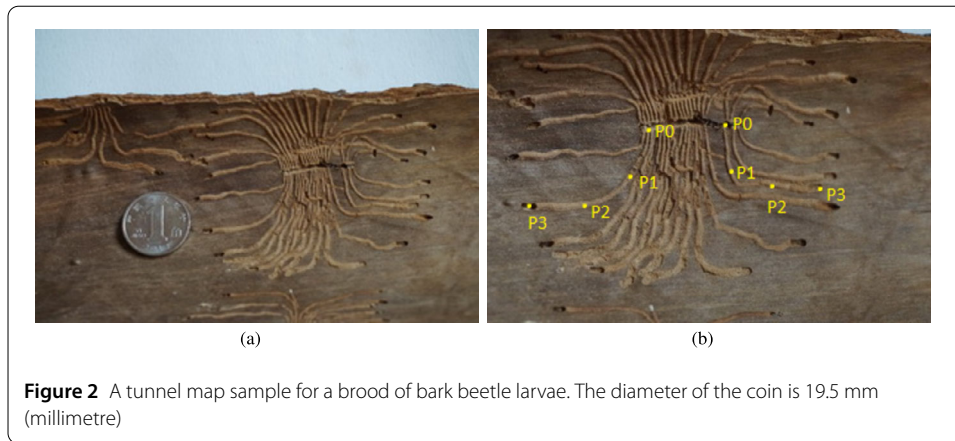 P0 P0
P1 P1
P2 P3
P3 P2
(a) (b)
Figure 2 A tunnel map sample for a brood of bark beetle larvae. The diameter of the coin is 19.5 mm
(millimetre)